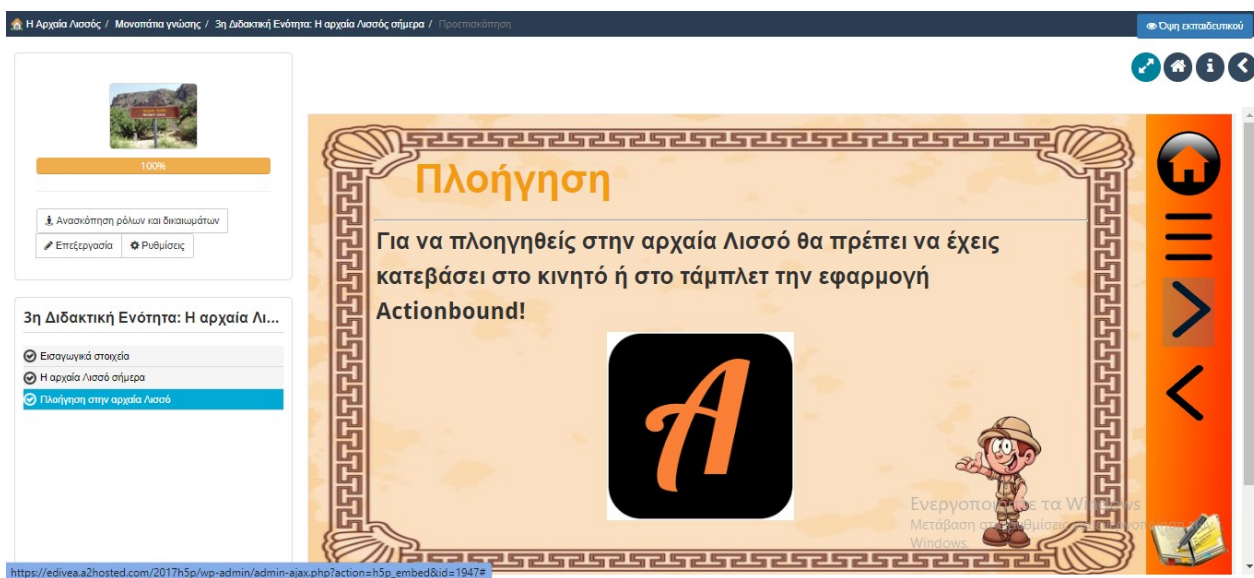 Η Αρχαία Λισσός / Μονοπάτια γνώσης / 3η Διδακτική Ενότητα: Η αρχαία Λισσός σήμερα / Προεπισκόπηση
Όψη εκπαιδευτικού
100%
Ανασκόπηση ρόλων και δικαιωμάτων
Επεξεργασία
Ρυθμίσεις
3η Διδακτική Ενότητα: Η αρχαία Λι...
Εισαγωγικά στοιχεία
Η αρχαία Λισσό σήμερα
Πλοήγηση στην αρχαία Λισσό
Πλοήγηση
Για να πλοηγηθείς στην αρχαία Λισσό θα πρέπει να έχεις
κατεβάσει στο κινητό ή στο τάμπλετ την εφαρμογή
Actionbound!
A
Μετάβαση
Windows.
https://edivea.a2hosted.com/2017h5p/wp-admin/admin-ajax.php?action=h5p_embed&id=1947#